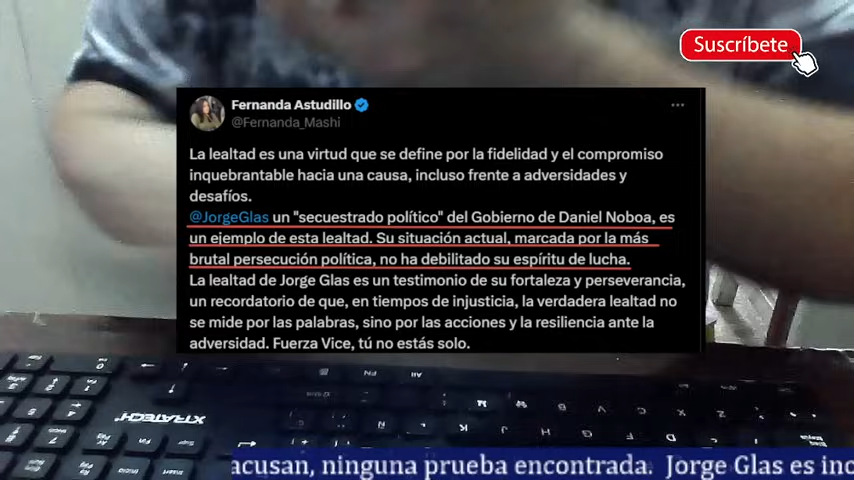 Suscríbete
Fernanda Astudillo
@Fernanda_Mashi
La lealtad es una virtud que se define por la fidelidad y el compromiso
inquebrantable hacia una causa, incluso frente a adversidades y
desafíos.
@JorgeGlas un "secuestrado político" del Gobierno de Daniel Noboa, es
un ejemplo de esta lealtad. Su situación actual, marcada por la más
brutal persecución política, no ha debilitado su espíritu de lucha.
La lealtad de Jorge Glas es un testimonio de su fortaleza y perseverancia,
un recordatorio de que, en tiempos de injusticia, la verdadera lealtad no
se mide por las palabras, sino por las acciones y la resiliencia ante la
adversidad. Fuerza Vice, tú no estás solo.
XTRATECH
acusan, ninguna prueba encontrada. Jorge Glas es inc